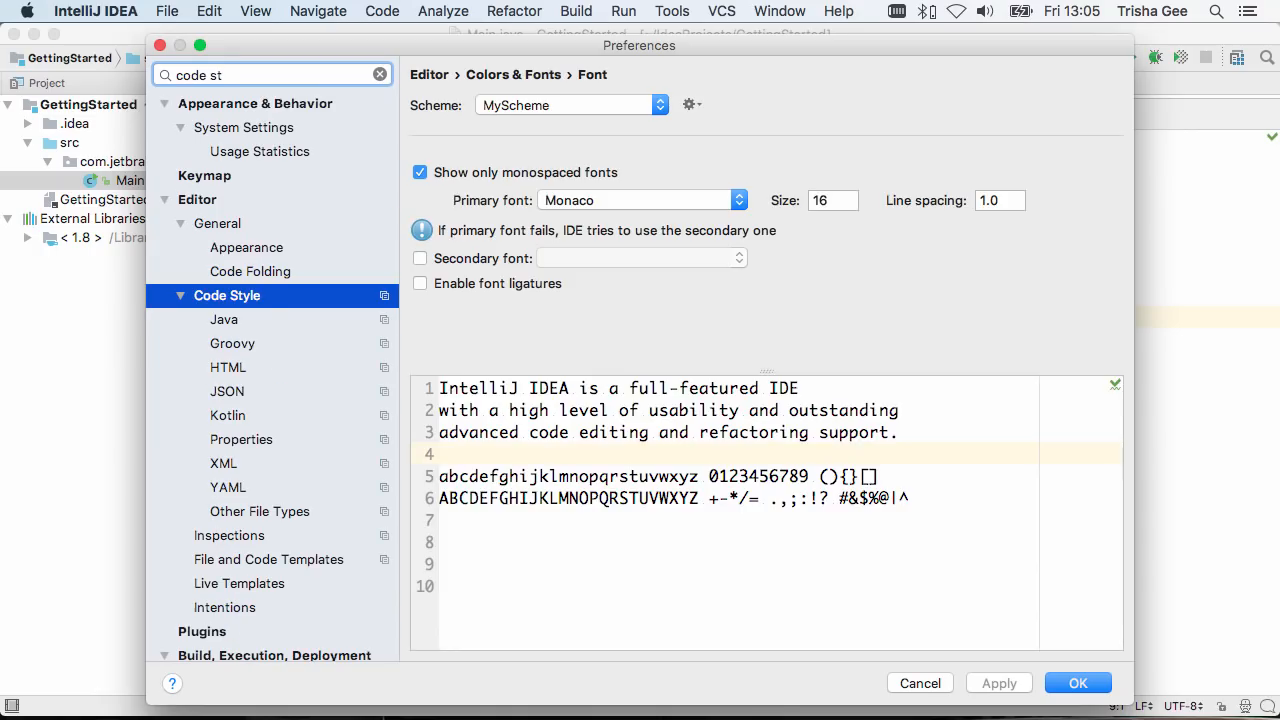 IntelliJ IDEA File Edit View Navigate Code Analyze Refactor Build Run Tools VCS Window Help Fri 13:05 Trisha Gee
GettingStarted
Project
GettingStarted
.idea
src
com.jetbra
Main
GettingStarted
External Libraries
< 1.8 > /Librar
Preferences
code st
Appearance & Behavior
System Settings
Usage Statistics
Keymap
Editor
General
Appearance
Code Folding
Code Style
Java
Groovy
HTML
JSON
Kotlin
Properties
XML
YAML
Other File Types
Inspections
File and Code Templates
Live Templates
Intentions
Plugins
Build, Execution, Deployment
Editor › Colors & Fonts › Font
Scheme: MyScheme
Show only monospaced fonts
Primary font: Monaco Size: 16 Line spacing: 1.0
If primary font fails, IDE tries to use the secondary one
Secondary font:
Enable font ligatures
1 IntelliJ IDEA is a full-featured IDE
2 with a high level of usability and outstanding
3 advanced code editing and refactoring support.
4
5 abcdefghijklmnopqrstuvwxyz 0123456789 (){}[]
6 ABCDEFGHIJKLMNOPQRSTUVWXYZ +-*/= .,;:!? #&$%@|^
7
8
9
10
? Cancel Apply OK
9:1 LF÷ UTF-8÷